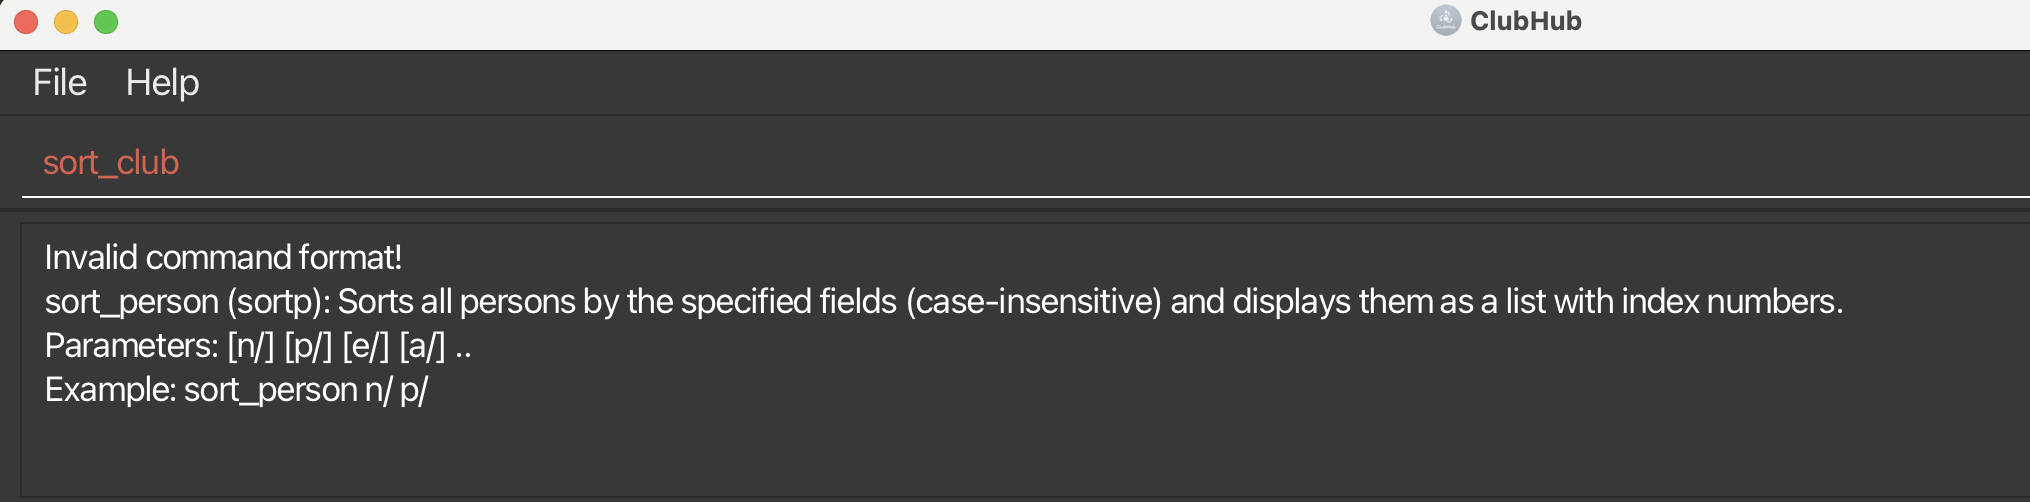 ClubHub
File Help
sort_club
Invalid command format!
sort_person (sortp): Sorts all persons by the specified fields (case-insensitive) and displays them as a list with index numbers.
Parameters: [n/] [p/] [e/] [a/] ..
Example: sort_person n/ p/